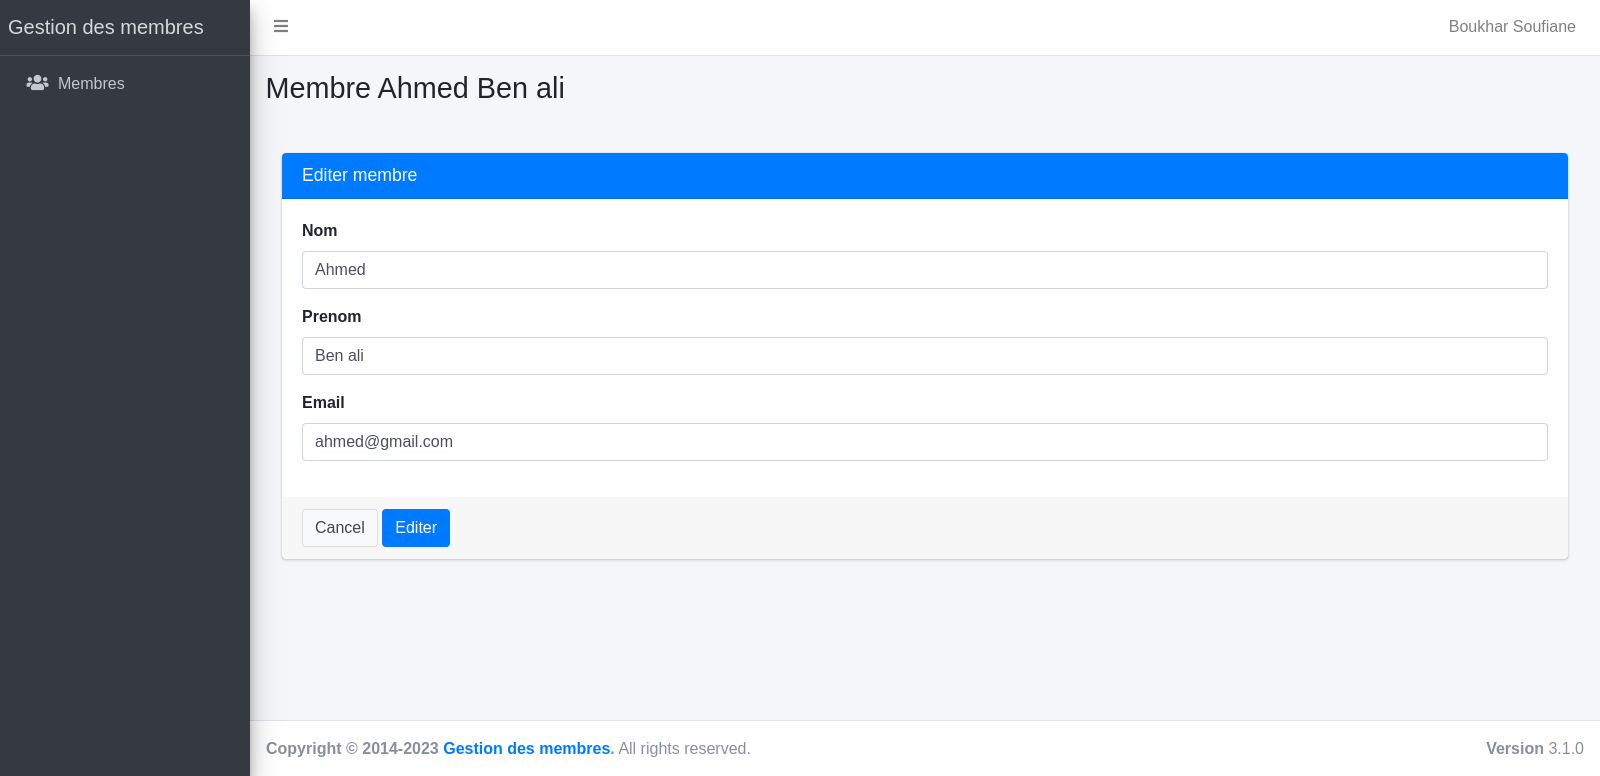 Gestion des membres
Boukhar Soufiane
Membres
Membre Ahmed Ben ali
Editer membre
Nom
Ahmed
Prenom
Ben ali
Email
ahmed@gmail.com
Cancel Editer
Copyright © 2014-2023 Gestion des membres. All rights reserved.
Version 3.1.0